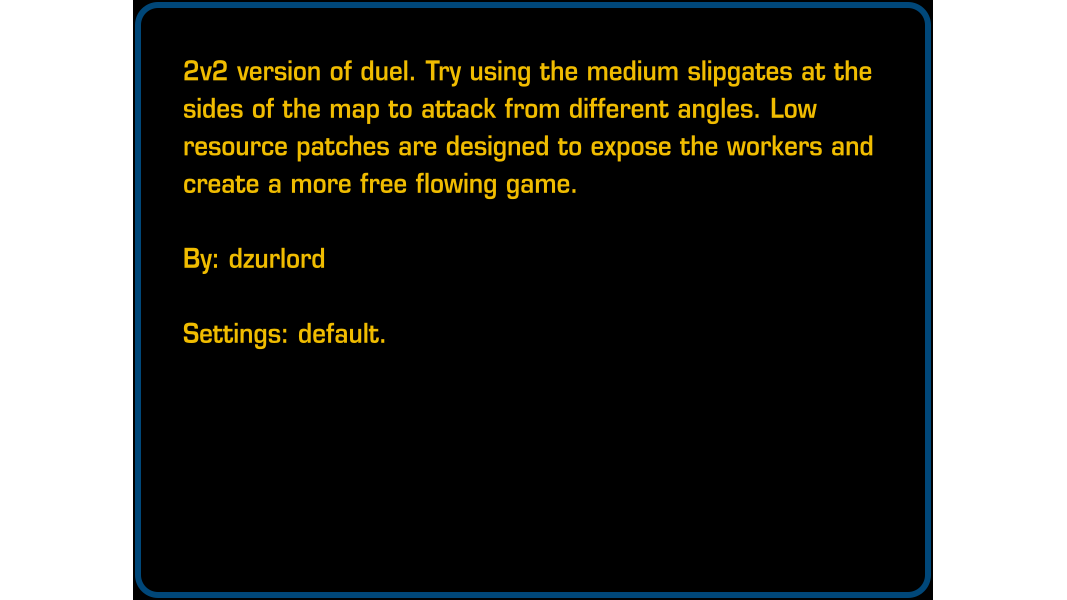 2v2 version of duel. Try using the medium slipgates at the
sides of the map to attack from different angles. Low
resource patches are designed to expose the workers and
create a more free flowing game.
By: dzurlord
Settings: default.